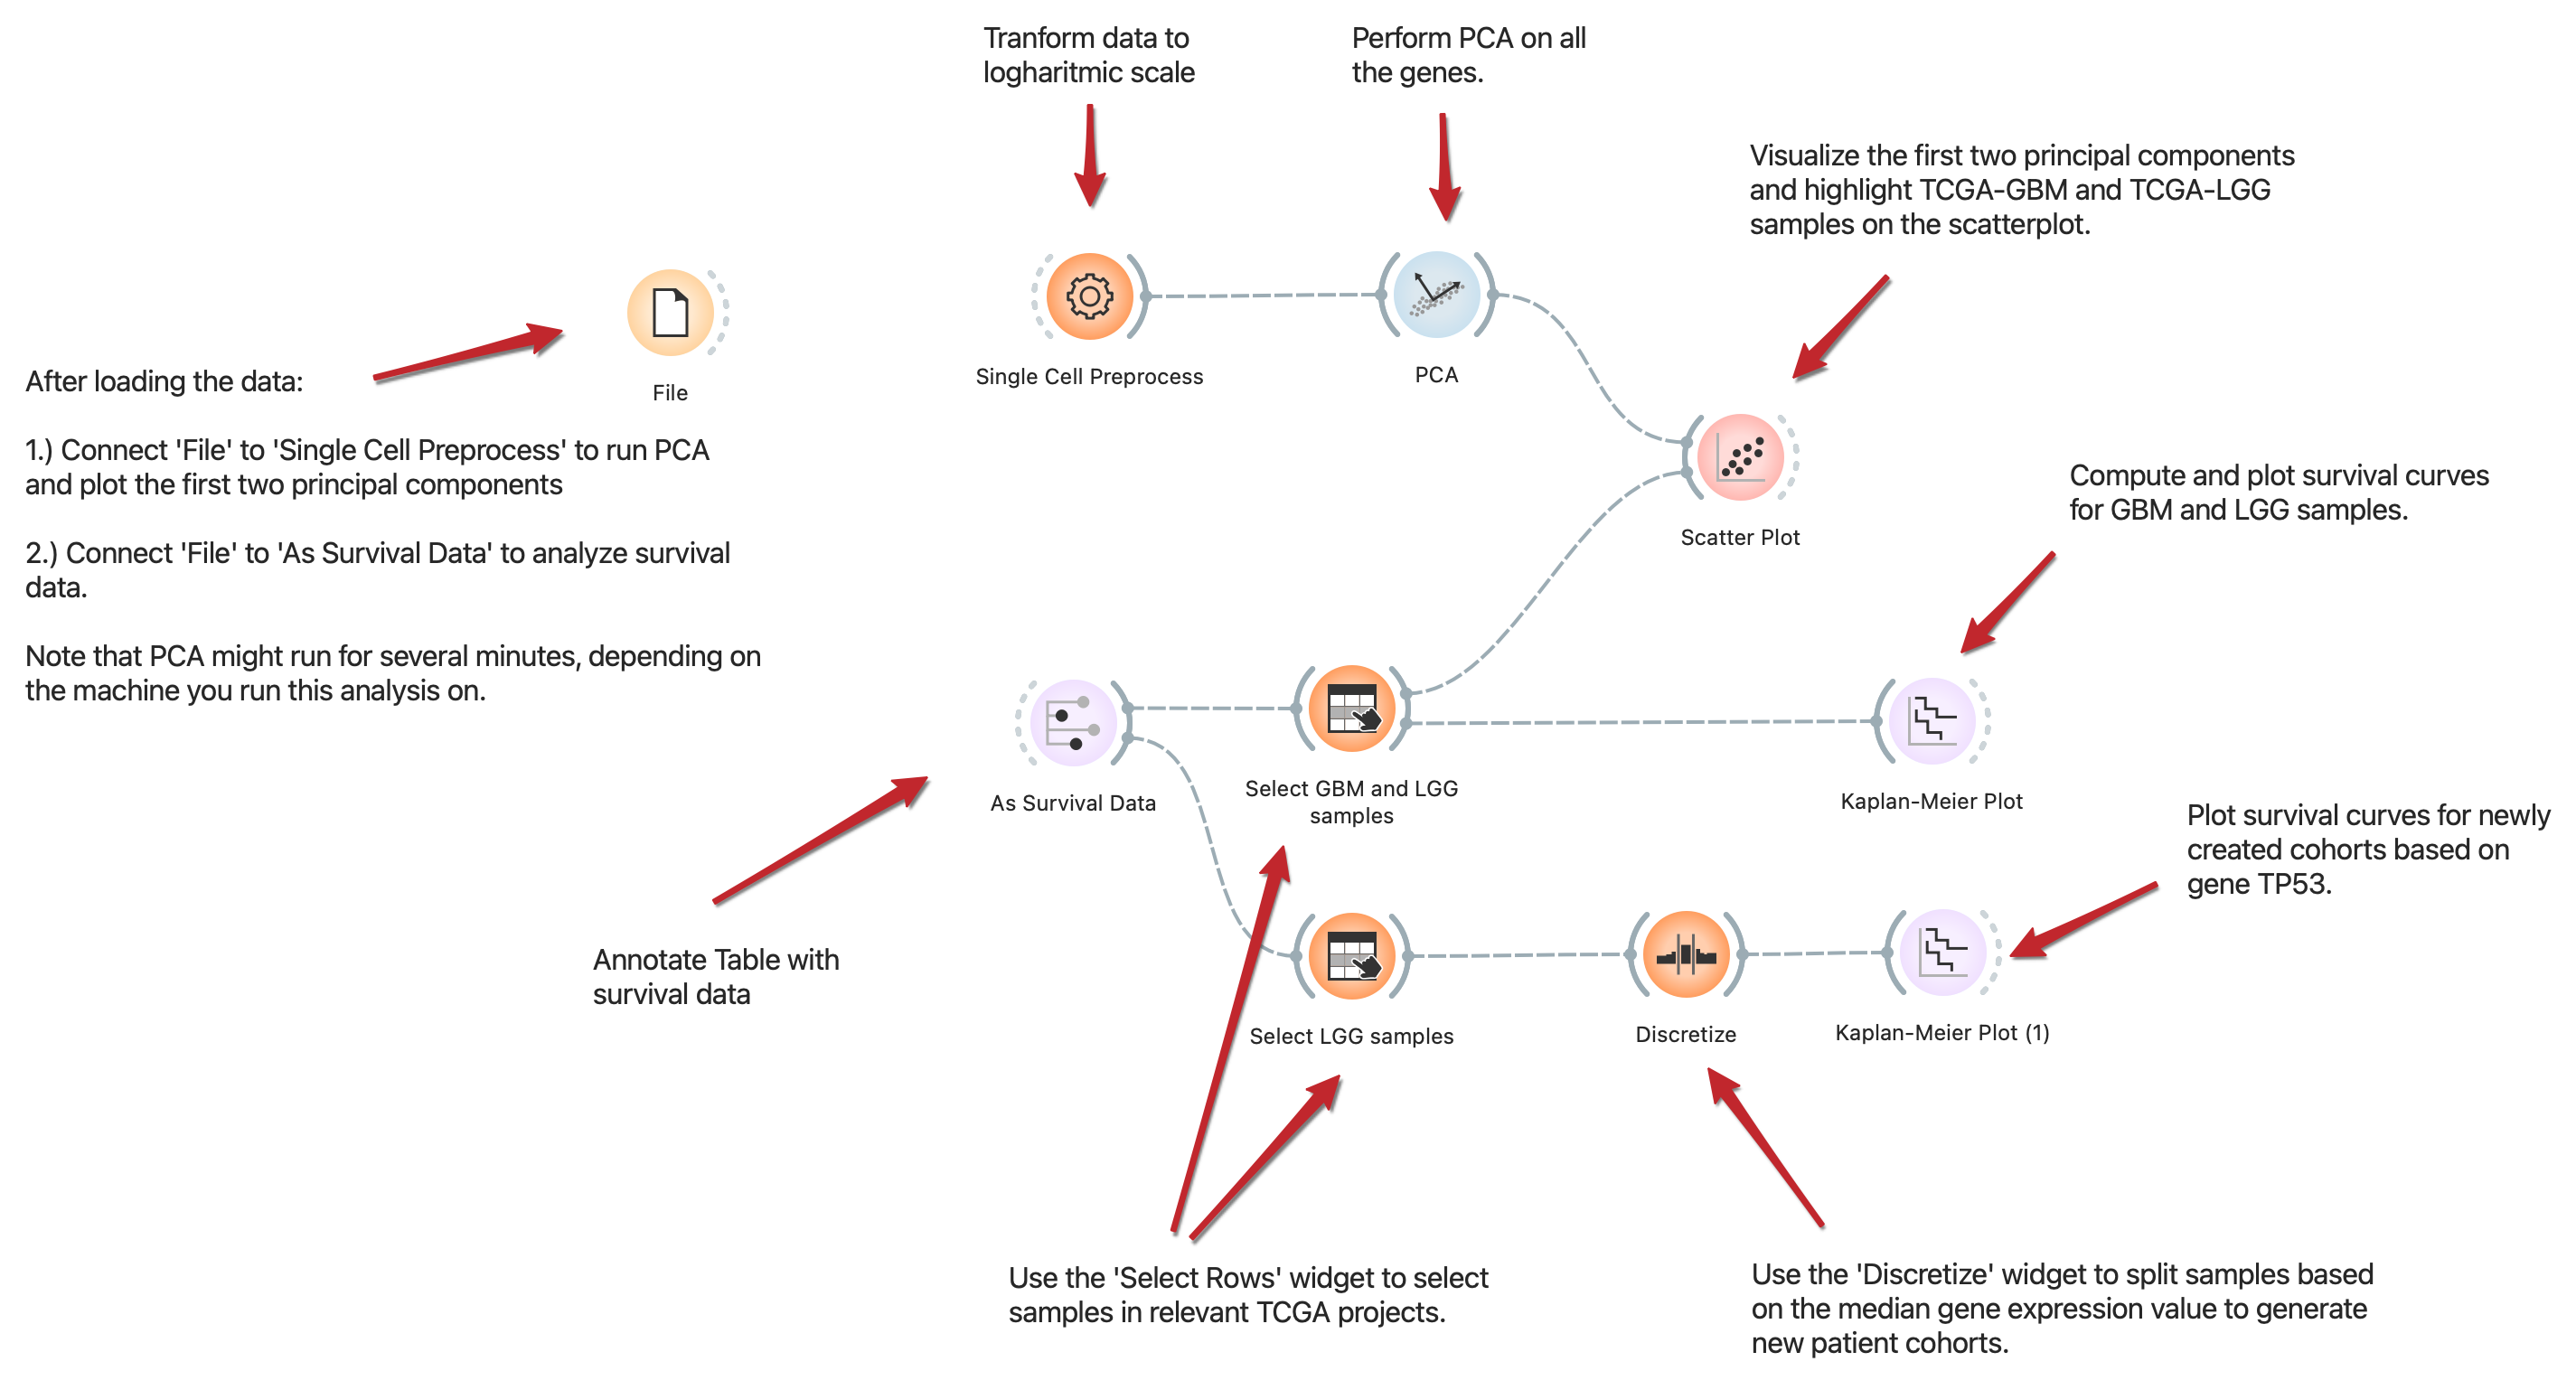 Tranform data to
logharitmic scale
Perform PCA on all
the genes.
Visualize the first two principal components
and highlight TCGA-GBM and TCGA-LGG
samples on the scatterplot.
File
Single Cell Preprocess
PCA
After loading the data:
1.) Connect 'File' to 'Single Cell Preprocess' to run PCA
and plot the first two principal components
2.) Connect 'File' to 'As Survival Data' to analyze survival
data.
Note that PCA might run for several minutes, depending on
the machine you run this analysis on.
Scatter Plot
Compute and plot survival curves
for GBM and LGG samples.
As Survival Data
Select GBM and LGG
samples
Kaplan-Meier Plot
Plot survival curves for newly
created cohorts based on
gene TP53.
Annotate Table with
survival data
Select LGG samples
Discretize
Kaplan-Meier Plot (1)
Use the 'Select Rows' widget to select
samples in relevant TCGA projects.
Use the 'Discretize' widget to split samples based
on the median gene expression value to generate
new patient cohorts.